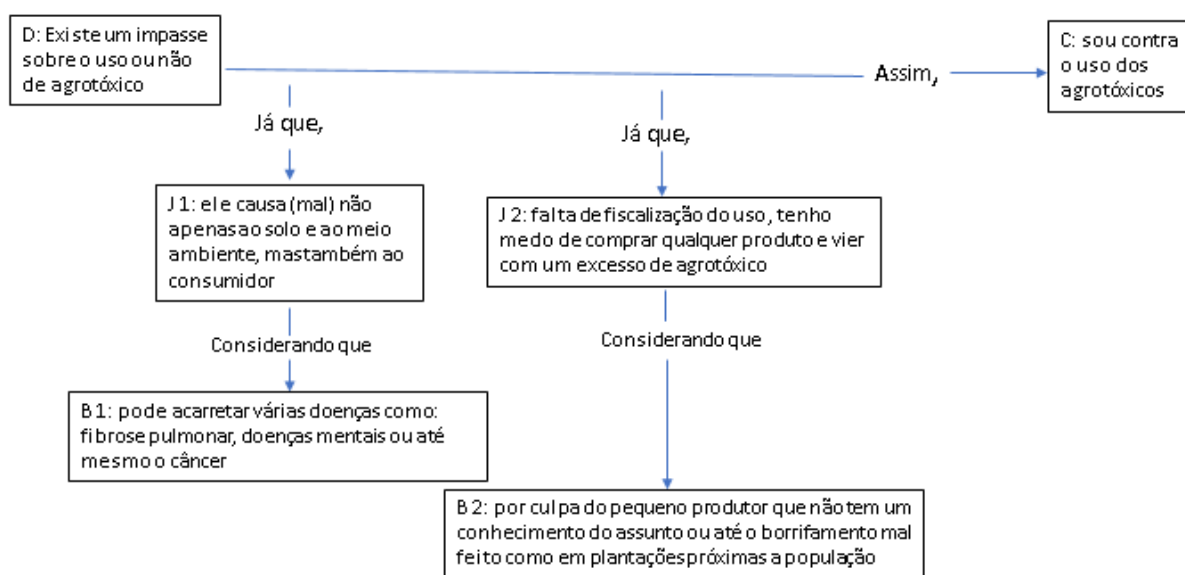 D: Existe um impasse
sobre o uso ou não
de agrotóxico
Assim,
C: sou contra
o uso dos
agrotóxicos
Já que,
Já que,
J 1: ele causa (mal) não
apenas ao solo e ao meio
ambiente, mas também ao
consumidor
J 2: falta de fiscalização do uso, tenho
medo de comprar qualquer produto e vier
com um excesso de agrotóxico
Considerando que
Considerando que
B 1: pode acarretar várias doenças como:
fibrose pulmonar, doenças mentais ou até
mesmo o câncer
B 2: por culpa do pequeno produtor que não tem um
conhecimento do assunto ou até o borrifamento mal
feito como em plantações próximas a população